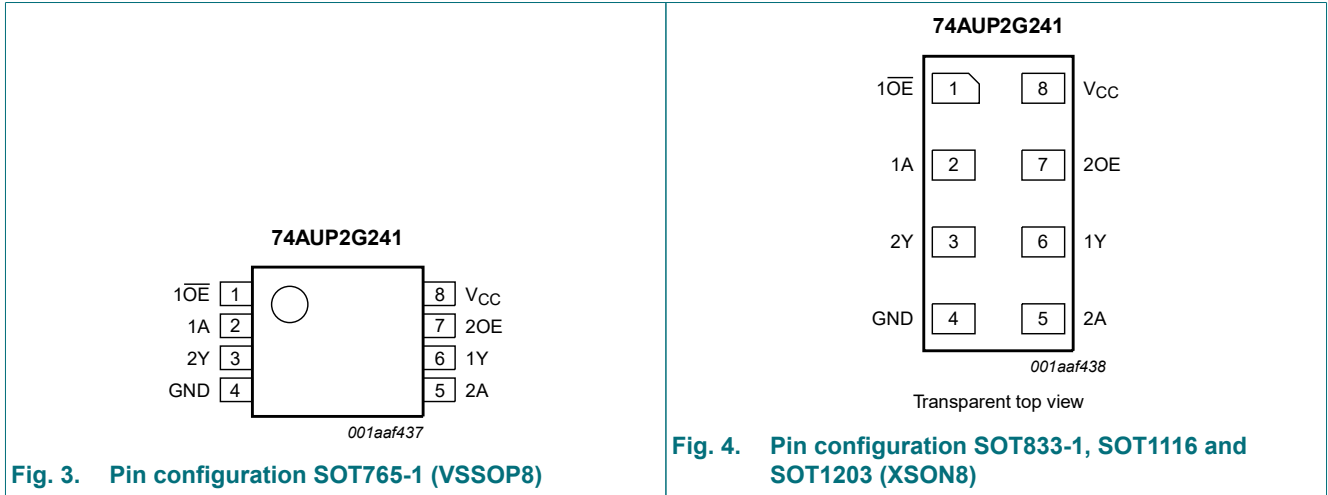 74AUP2G241
1OE 1 8 VCC
1A 2 7 2OE
2Y 3 6 1Y
GND 4 5 2A
001aaf437
Fig. 3. Pin configuration SOT765-1 (VSSOP8)
74AUP2G241
1OE 1 8 VCC
1A 2 7 2OE
2Y 3 6 1Y
GND 4 5 2A
001aaf438
Transparent top view
Fig. 4. Pin configuration SOT833-1, SOT1116 and
SOT1203 (XSON8)